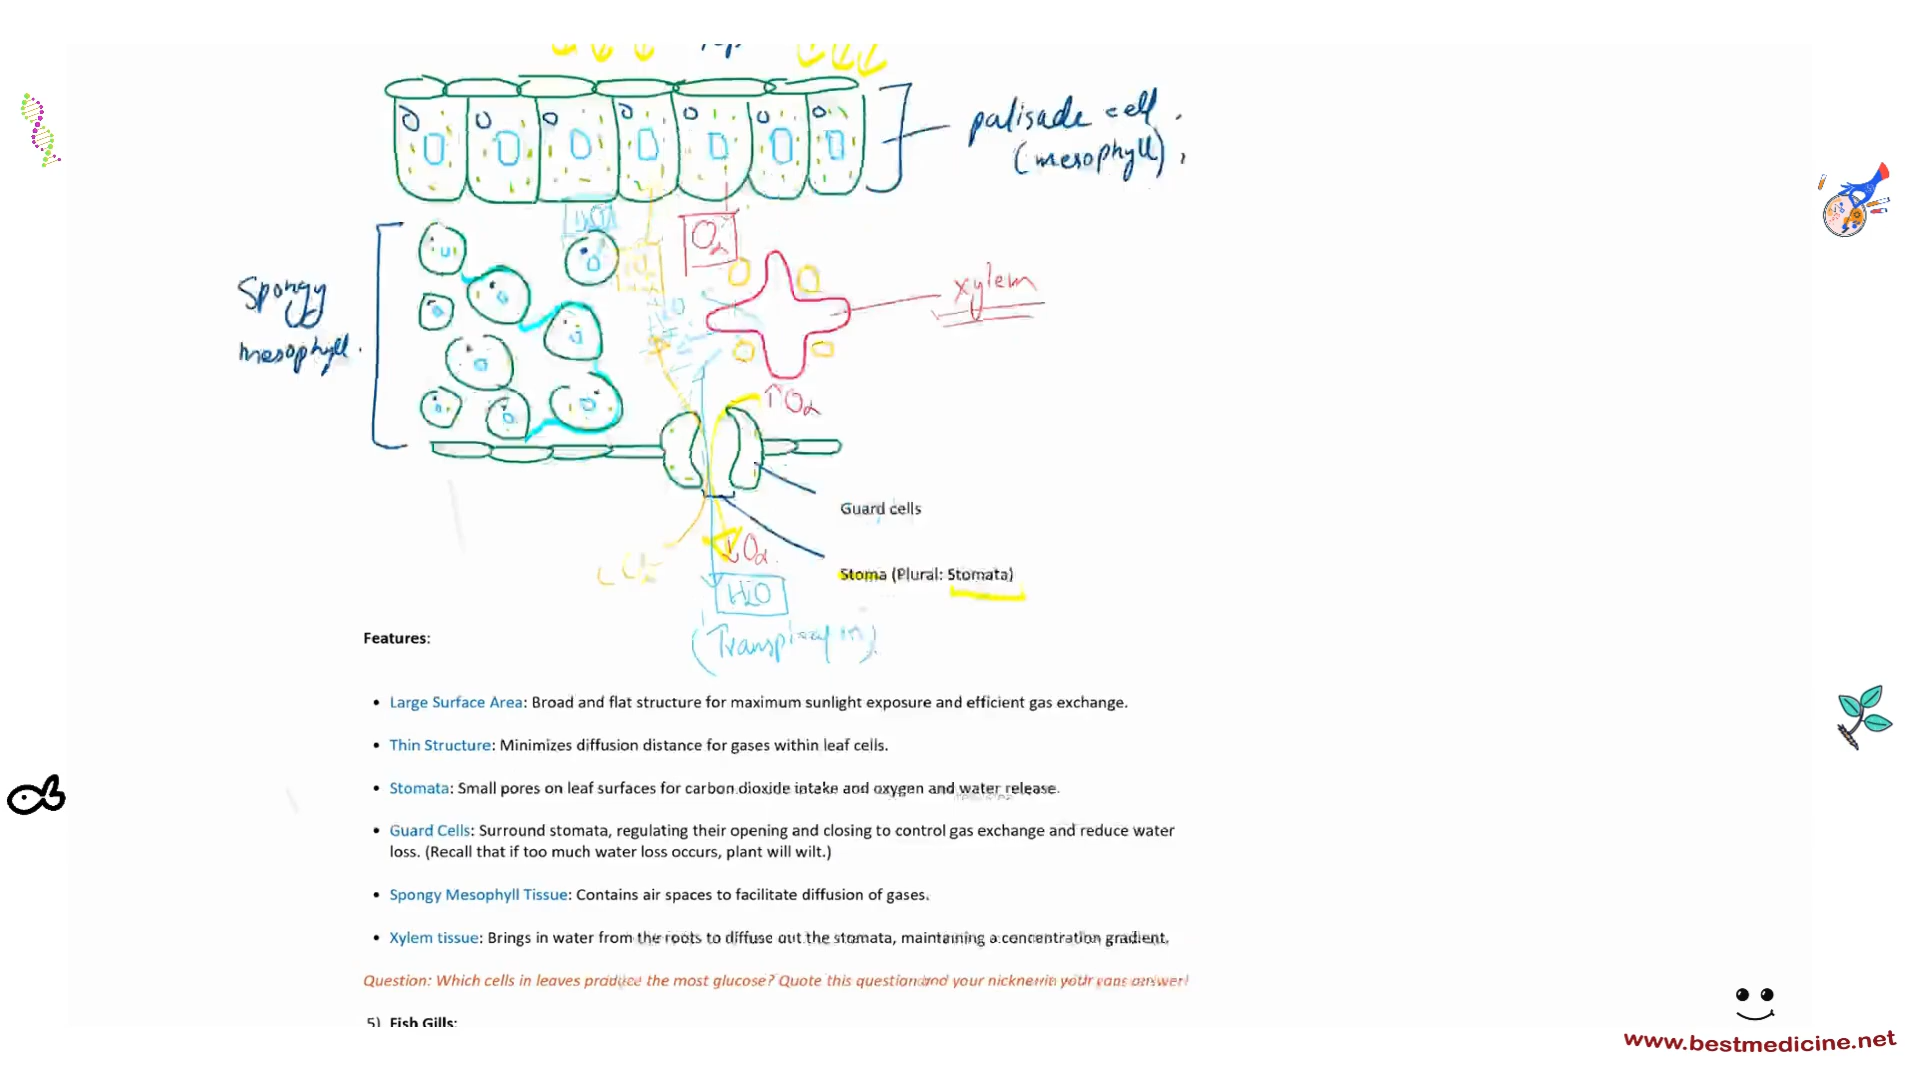 palisade cell.
(mesophyll),
O₂
Spongy
mesophyll.
xylem
↑O₂
Guard cells
↓O₂
Stoma (Plural: Stomata)
H₂O
(Transpiration)
Features:
• Large Surface Area: Broad and flat structure for maximum sunlight exposure and efficient gas exchange.
• Thin Structure: Minimizes diffusion distance for gases within leaf cells.
• Stomata: Small pores on leaf surfaces for carbon dioxide intake and oxygen and water release.
• Guard Cells: Surround stomata, regulating their opening and closing to control gas exchange and reduce water
loss. (Recall that if too much water loss occurs, plant will wilt.)
• Spongy Mesophyll Tissue: Contains air spaces to facilitate diffusion of gases.
• Xylem tissue: Brings in water from the roots to diffuse out the stomata, maintaining a concentration gradient.
Question: Which cells in leaves produce the most glucose? Quote this question and your
5) Fish Gills:
www.bestmedicine.net